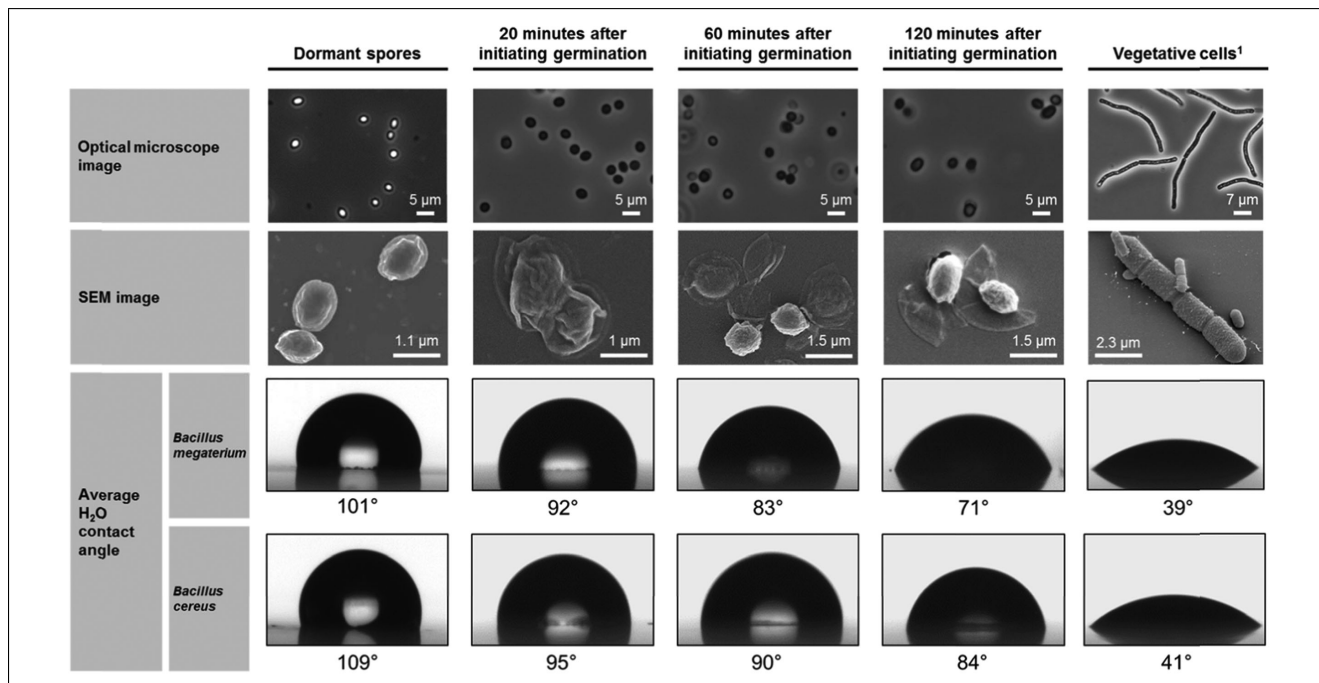 Dormant spores
20 minutes after
initiating germination
60 minutes after
initiating germination
120 minutes after
initiating germination
Vegetative cells¹
Optical microscope
image
5 µm
5 µm
5 µm
5 µm
7 µm
SEM image
1.1 µm
1 µm
1.5 µm
1.5 µm
2.3 µm
Average
H₂O
contact
angle
Bacillus
megaterium
101°
92°
83°
71°
39°
Bacillus
cereus
109°
95°
90°
84°
41°